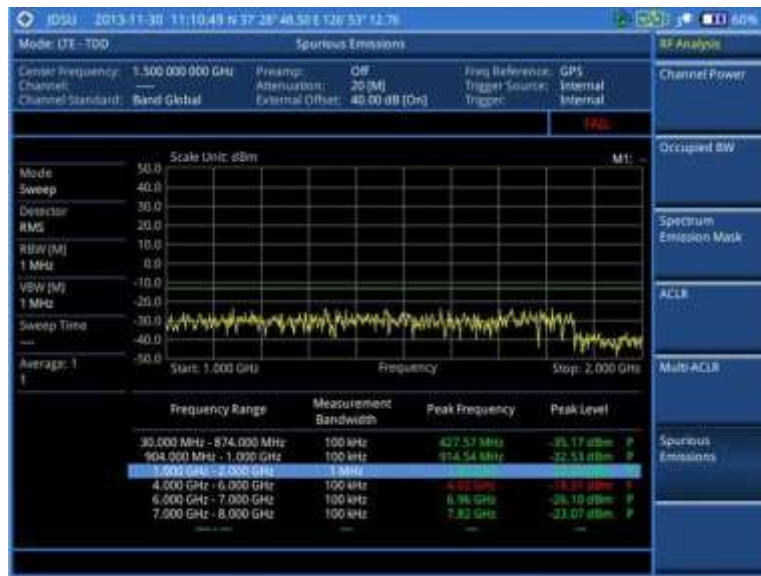 JDSU 2013-11-30 11:10:49 N 37° 28' 48.50 E 126° 53' 12.76 60%
Mode: LTE - TDD Spurious Emissions RF Analysis
Center Frequency: 1.500 000 000 GHz Preamp: Off Freq Reference: GPS
Channel: ---- Attenuation: 20 [M] Trigger Source: Internal
Channel Standard: Band Global External Offset: 40.00 dB [On] Trigger: Internal
FAIL
Channel Power
Occupied BW
Spectrum
Emission Mask
ACLR
Multi-ACLR
Spurious
Emissions
Scale Unit: dBm M1: --
Mode
Sweep
Detector
RMS
RBW [M]
1 MHz
VBW [M]
1 MHz
Sweep Time
---
Average: 1
1
50.0
40.0
30.0
20.0
10.0
0.0
-10.0
-20.0
-30.0
-40.0
-50.0
Start: 1.000 GHz Frequency Stop: 2.000 GHz
Frequency Range Measurement Bandwidth Peak Frequency Peak Level
30.000 MHz - 874.000 MHz 100 kHz 427.57 MHz -35.17 dBm P
904.000 MHz - 1.000 GHz 100 kHz 914.54 MHz -32.53 dBm P
1.000 GHz - 2.000 GHz 1 MHz
4.000 GHz - 6.000 GHz 100 kHz 4.02 GHz F
6.000 GHz - 7.000 GHz 100 kHz 6.96 GHz -26.10 dBm P
7.000 GHz - 8.000 GHz 100 kHz 7.82 GHz -23.07 dBm P